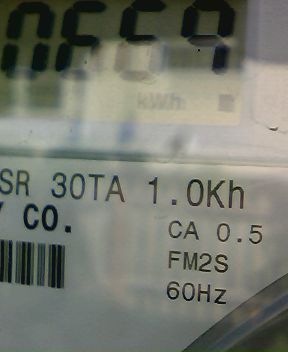 kWh
SR 30TA 1.0Kh
Y CO.
CA 0.5
FM2S
60Hz